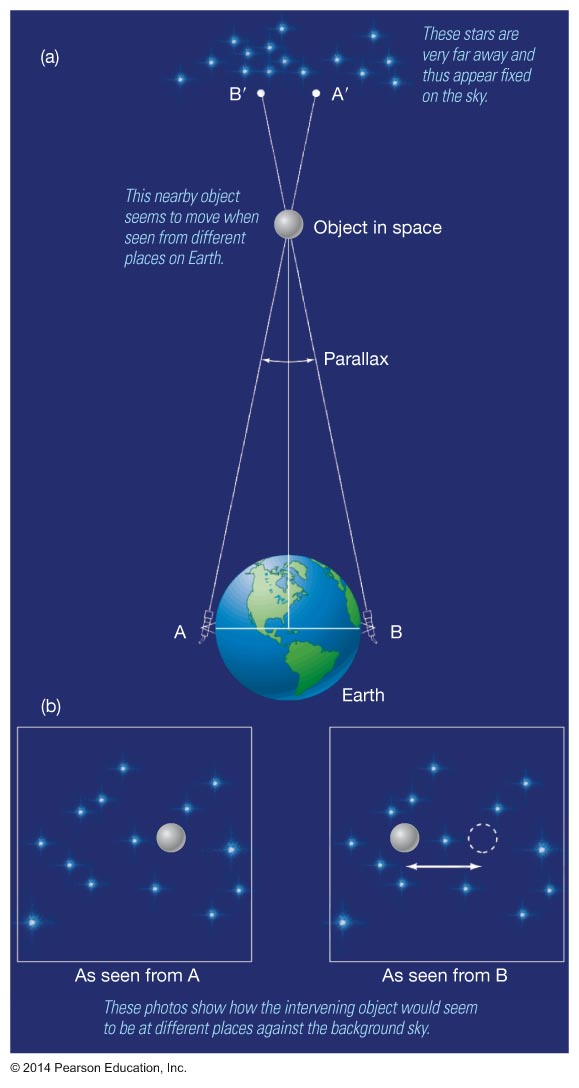 (a)
These stars are
very far away and
thus appear fixed
on the sky.
B′ A′
This nearby object
seems to move when
seen from different
places on Earth.
Object in space
Parallax
A B
Earth
(b)
As seen from A
As seen from B
These photos show how the intervening object would seem
to be at different places against the background sky.
© 2014 Pearson Education, Inc.